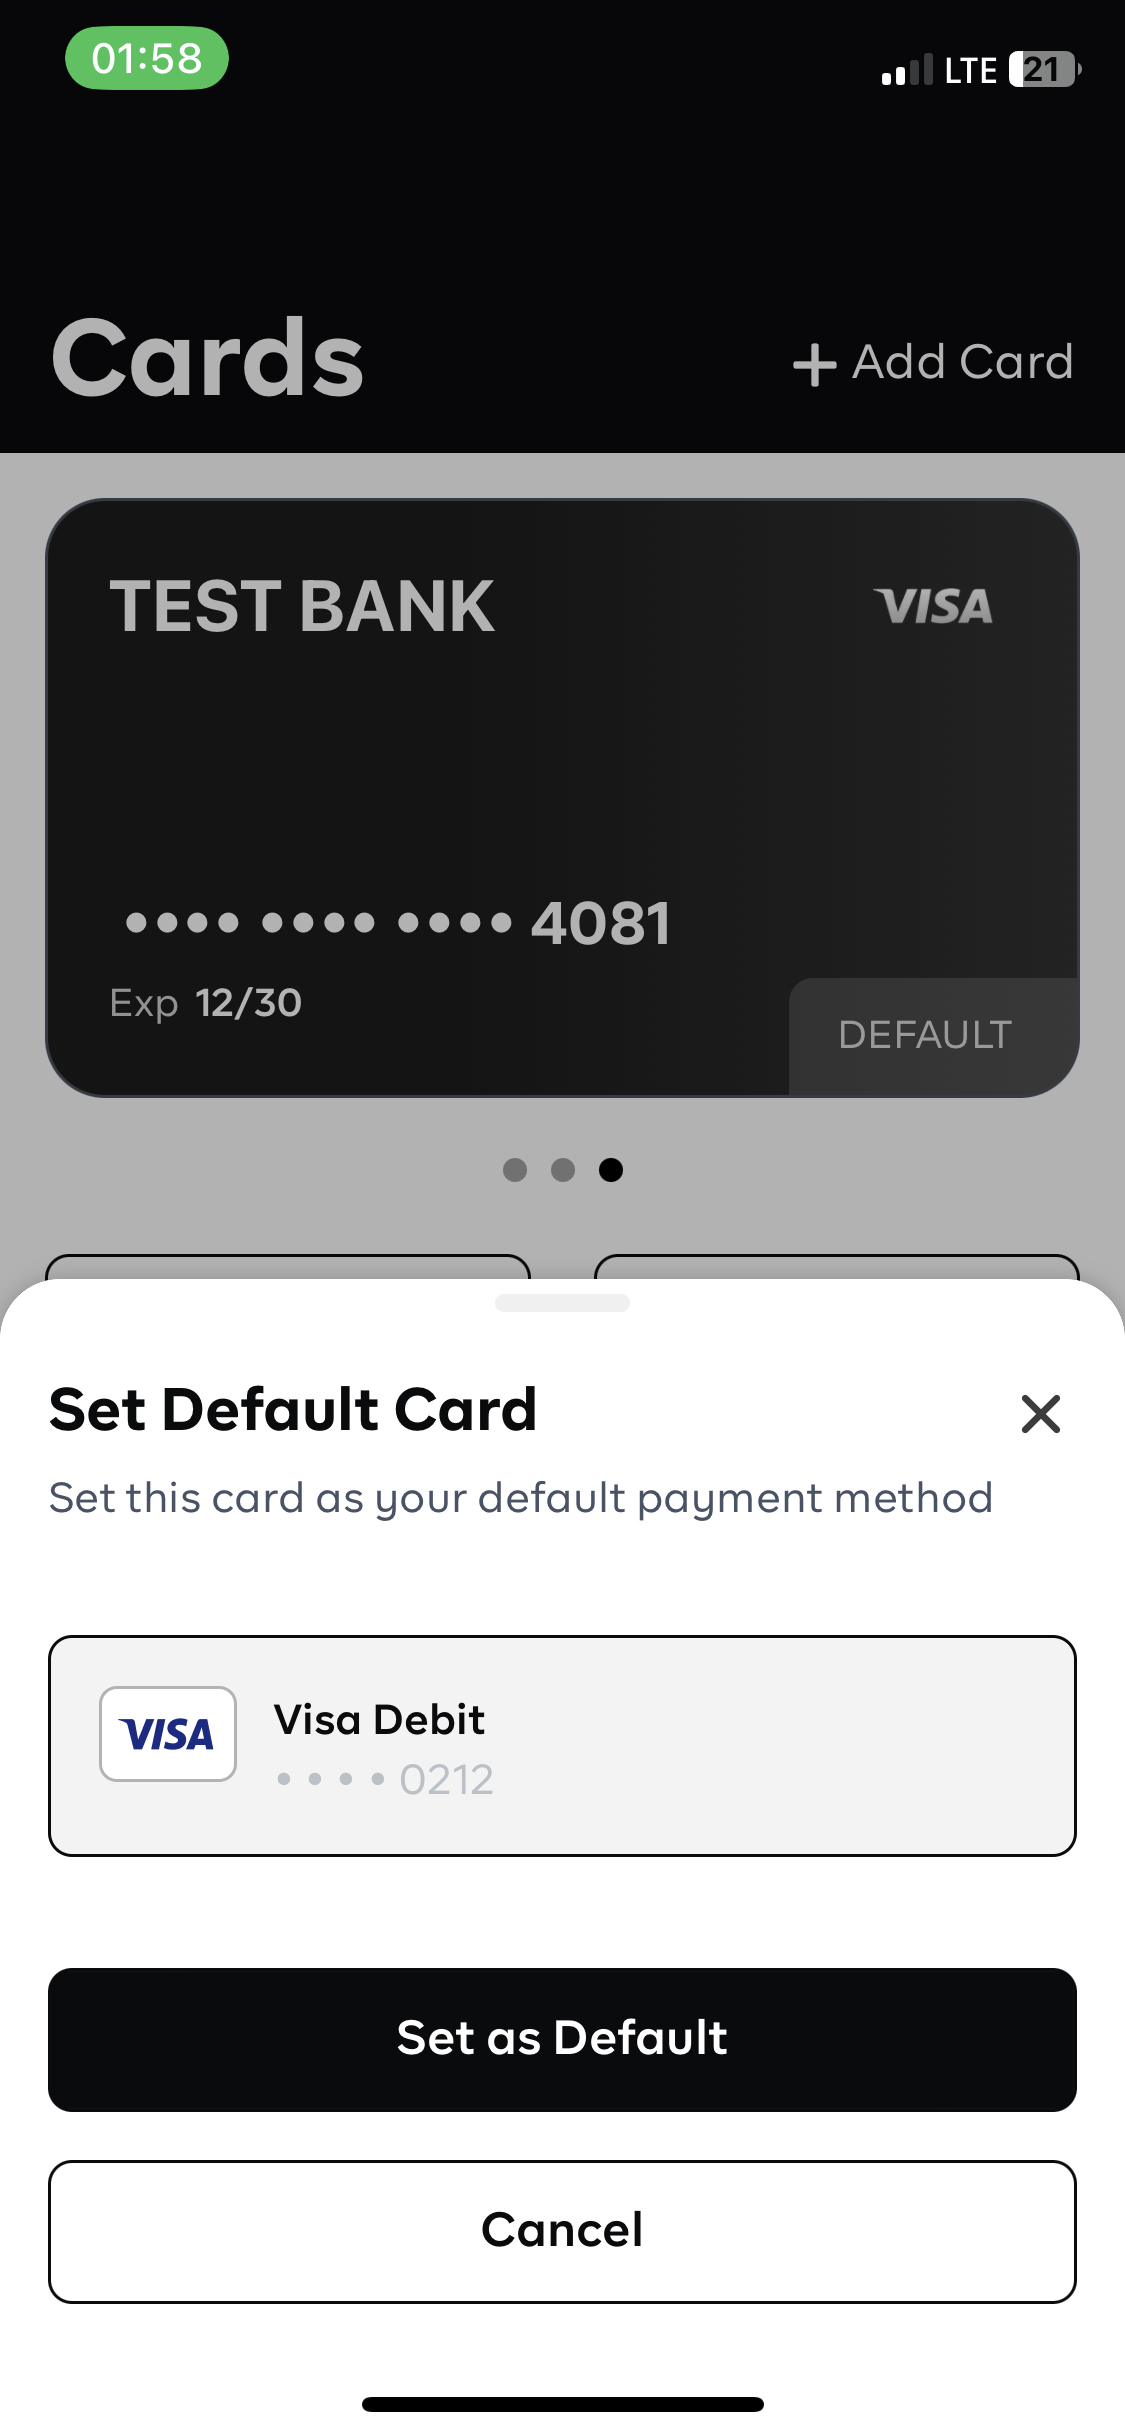 01:58
LTE 21
Cards
+ Add Card
TEST BANK
VISA
•••• •••• •••• 4081
Exp 12/30
DEFAULT
Set Default Card
Set this card as your default payment method
VISA
Visa Debit
• • • • 0212
Set as Default
Cancel